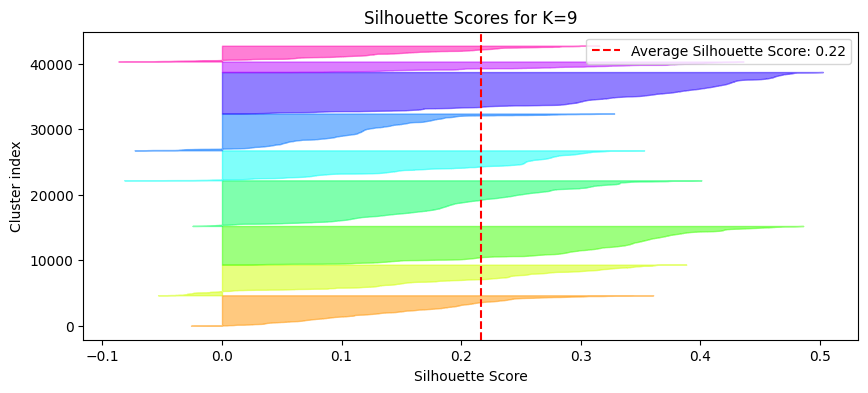 Silhouette Scores for K=9
Average Silhouette Score: 0.22
Cluster index
40000
30000
20000
10000
0
−0.1 0.0 0.1 0.2 0.3 0.4 0.5
Silhouette Score